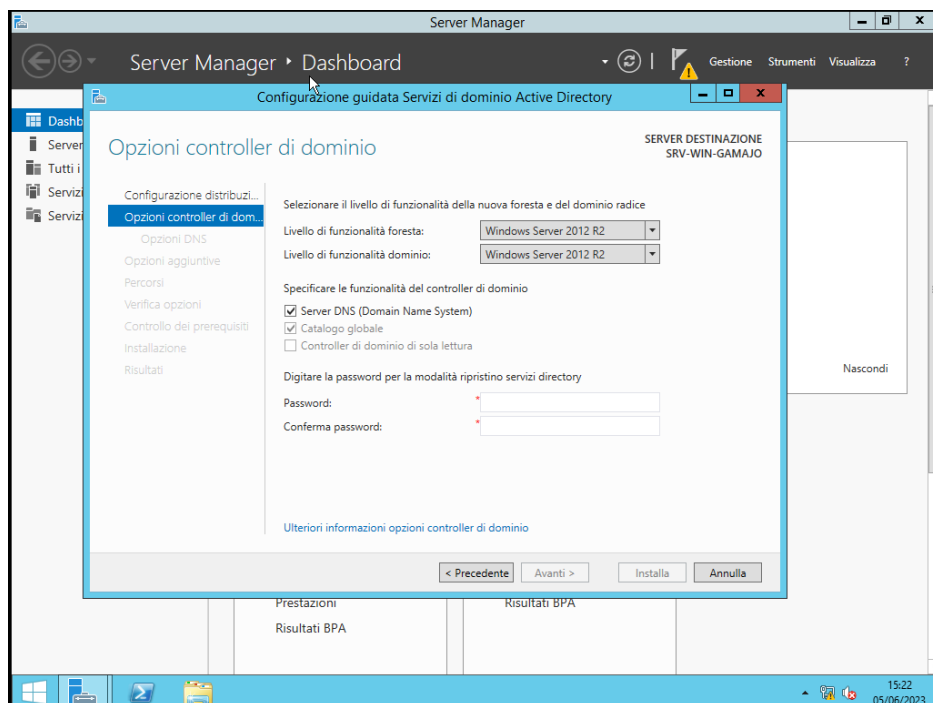 Server Manager
Server Manager • Dashboard
Gestione Strumenti Visualizza ?
Configurazione guidata Servizi di dominio Active Directory
Dashb
Server
Tutti i
Servizi
Servizi
Opzioni controller di dominio
SERVER DESTINAZIONE
SRV-WIN-GAMAJO
Configurazione distribuzi...
Opzioni controller di dom...
Opzioni DNS
Opzioni aggiuntive
Percorsi
Verifica opzioni
Controllo dei prerequisiti
Installazione
Risultati
Selezionare il livello di funzionalità della nuova foresta e del dominio radice
Livello di funzionalità foresta: Windows Server 2012 R2
Livello di funzionalità dominio: Windows Server 2012 R2
Specificare le funzionalità del controller di dominio
Server DNS (Domain Name System)
Catalogo globale
Controller di dominio di sola lettura
Digitare la password per la modalità ripristino servizi directory
Password: *
Conferma password: *
Ulteriori informazioni opzioni controller di dominio
Nascondi
< Precedente Avanti > Installa Annulla
Prestazioni
Risultati BPA
Risultati BPA
15:22
05/06/2023